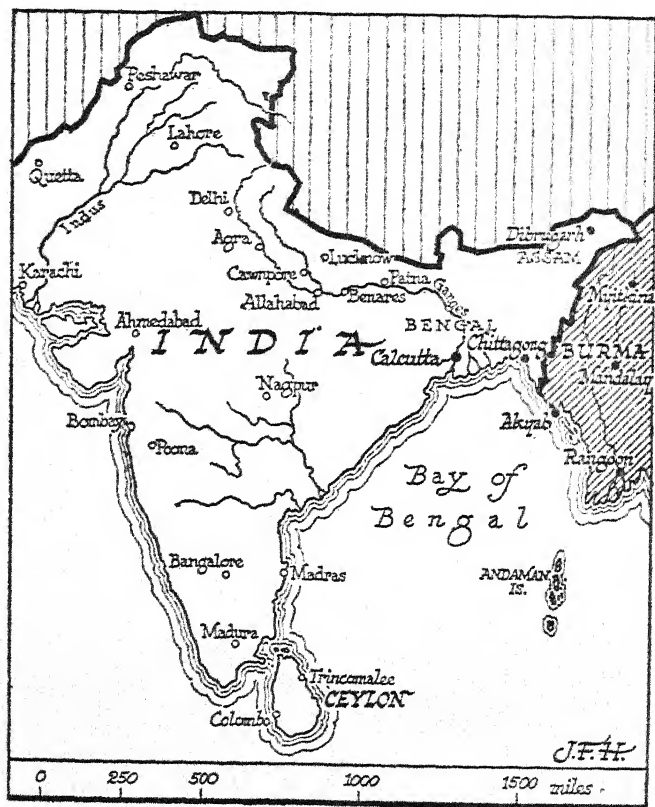 Peshawar
Lahore
Quetta
Indus
Delhi
Dibrugarh
ASSAM
Agra
Lucknow
Karachi
Cawnpore
Patna
Ganges
Myitkina
Allahabad
Benares
Ahmedabad
BENGAL
INDIA
Calcutta
Chittagong
BURMA
Mandalay
Nagpur
Bombay
Akyab
Poona
Rangoon
Bay of
Bengal
Bangalore
Madras
ANDAMAN
IS.
Madura
Trincomalee
CEYLON
Colombo
J.F.H.
0 250 500 1000 1500 miles